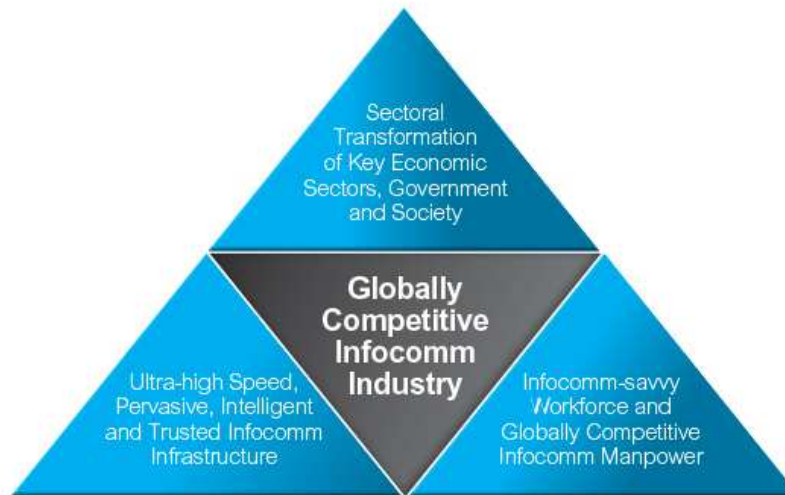 Sectoral
Transformation
of Key Economic
Sectors, Government
and Society
Globally
Competitive
Infocomm
Industry
Ultra-high Speed,
Pervasive, Intelligent
and Trusted Infocomm
Infrastructure
Infocomm-savvy
Workforce and
Globally Competitive
Infocomm Manpower